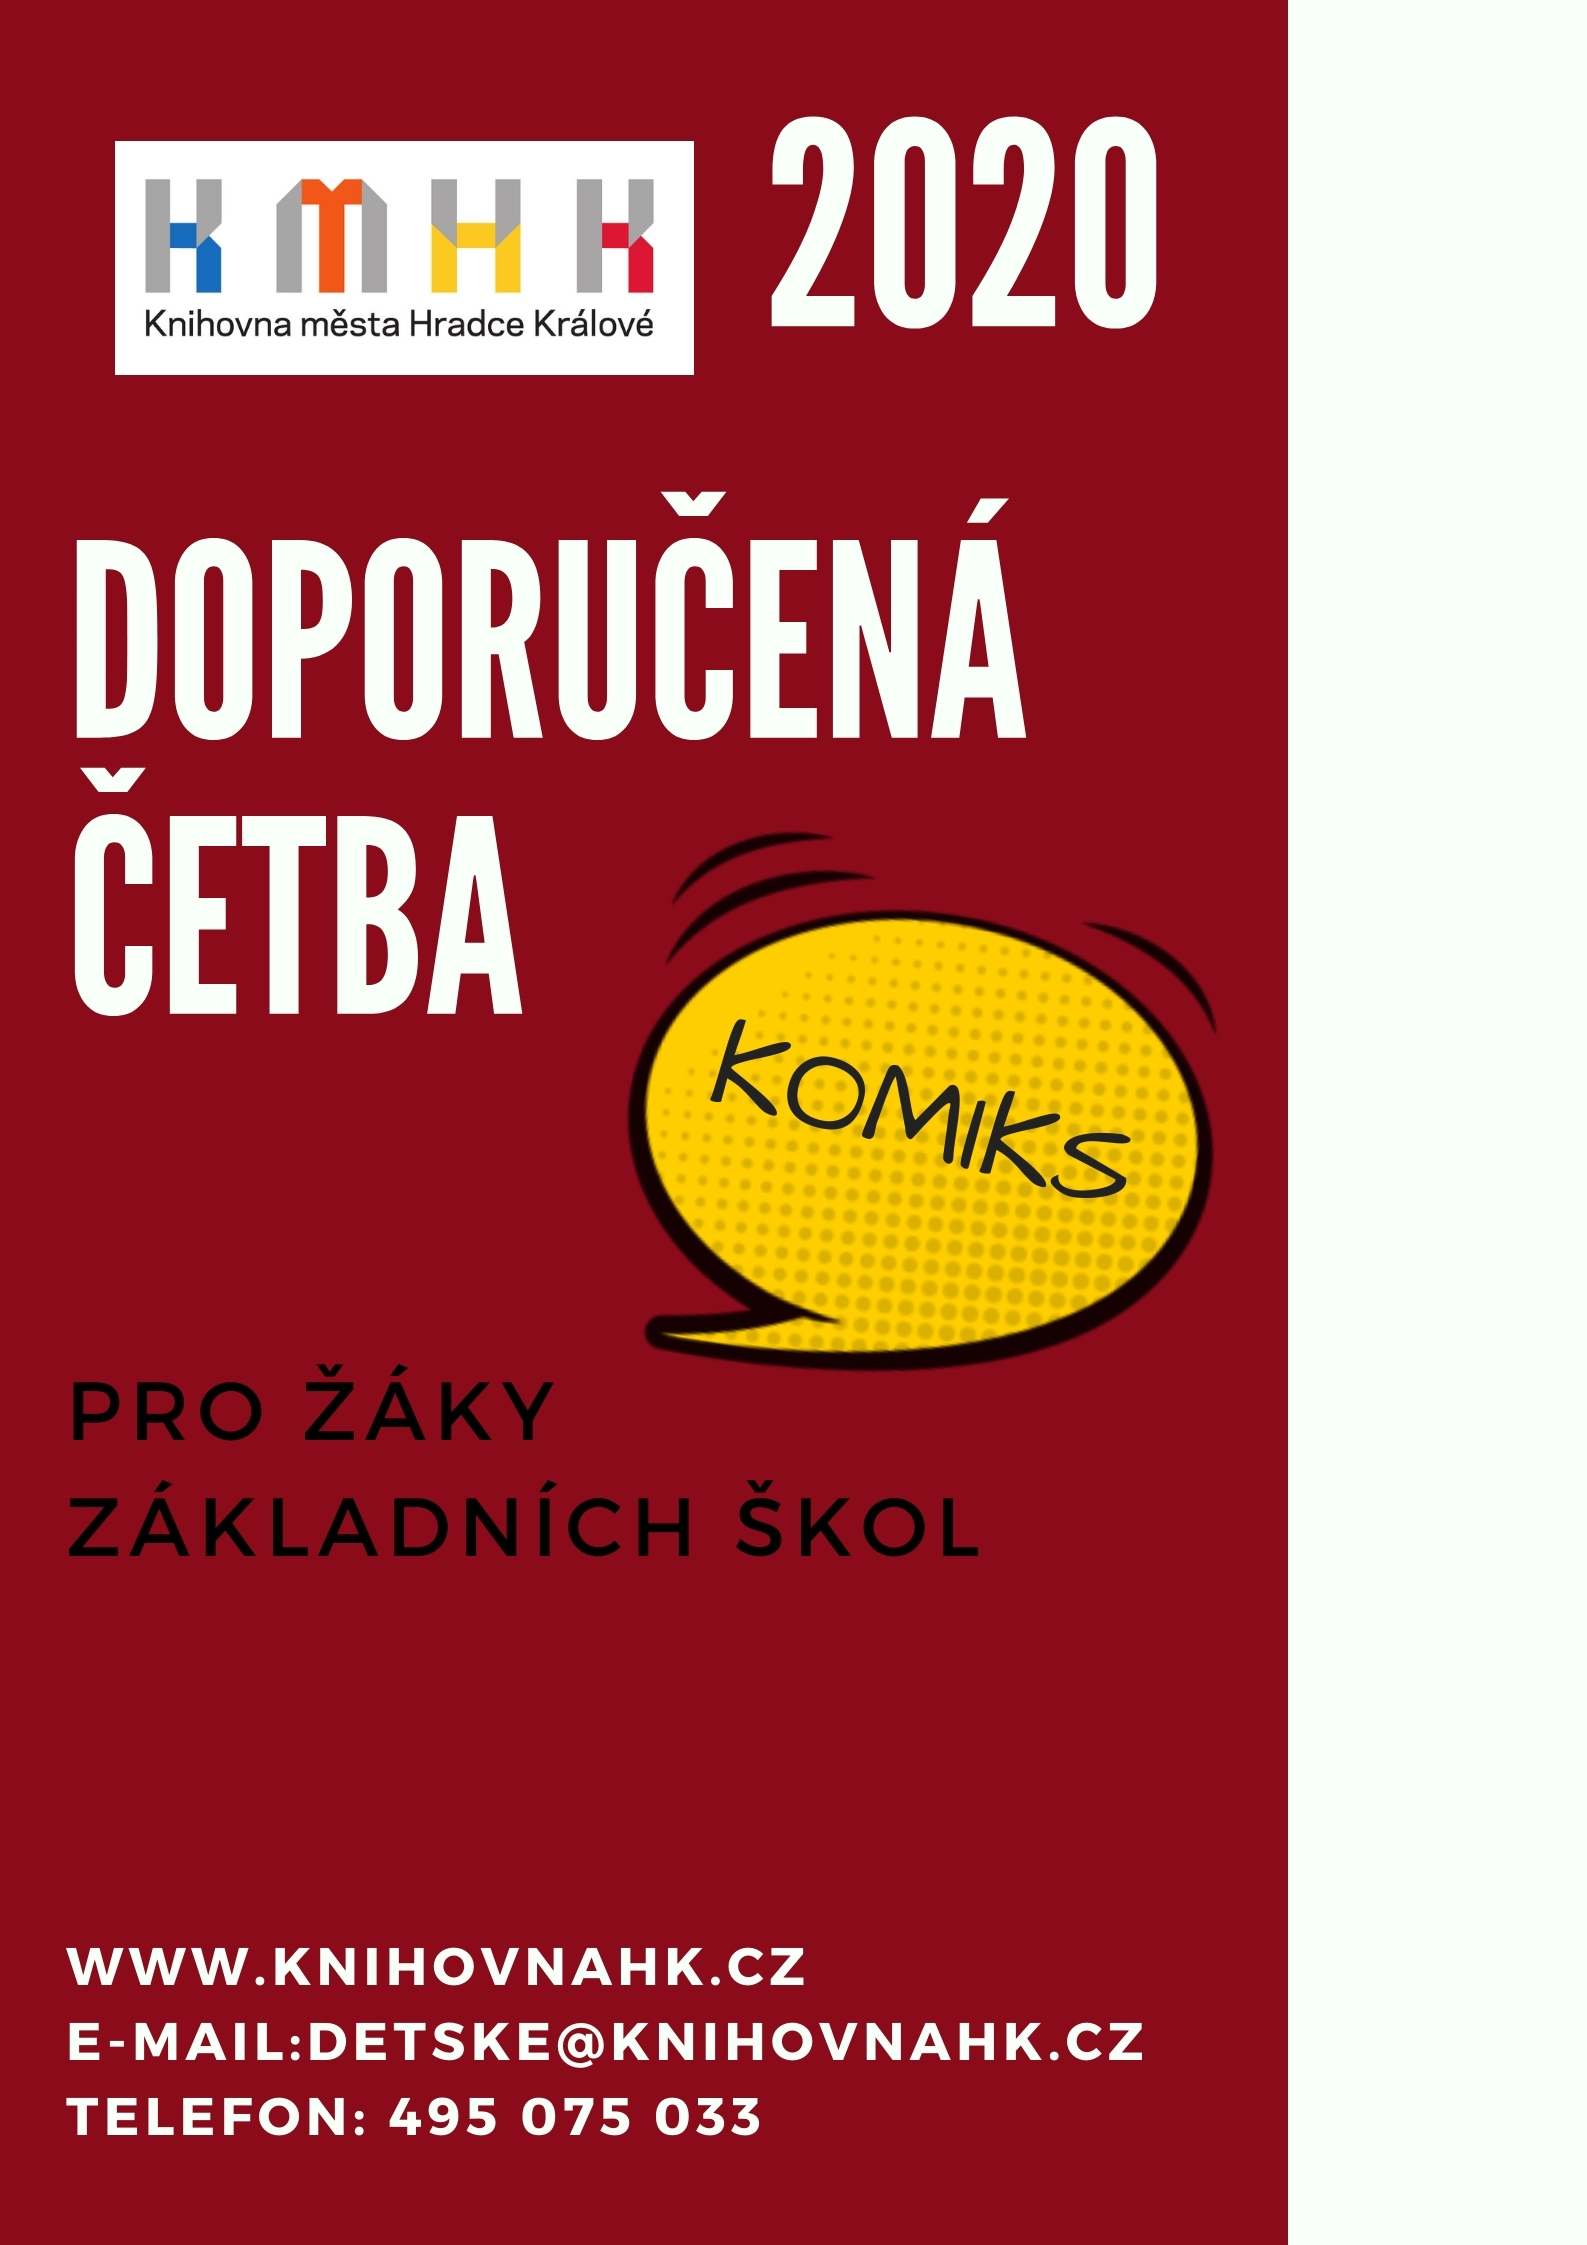 KMHK
Knihovna města Hradce Králové
2020
DOPORUČENÁ
ČETBA
KOMIKS
PRO ŽÁKY
ZÁKLADNÍCH ŠKOL
WWW.KNIHOVNAHK.CZ
E-MAIL:DETSKE@KNIHOVNAHK.CZ
TELEFON: 495 075 033